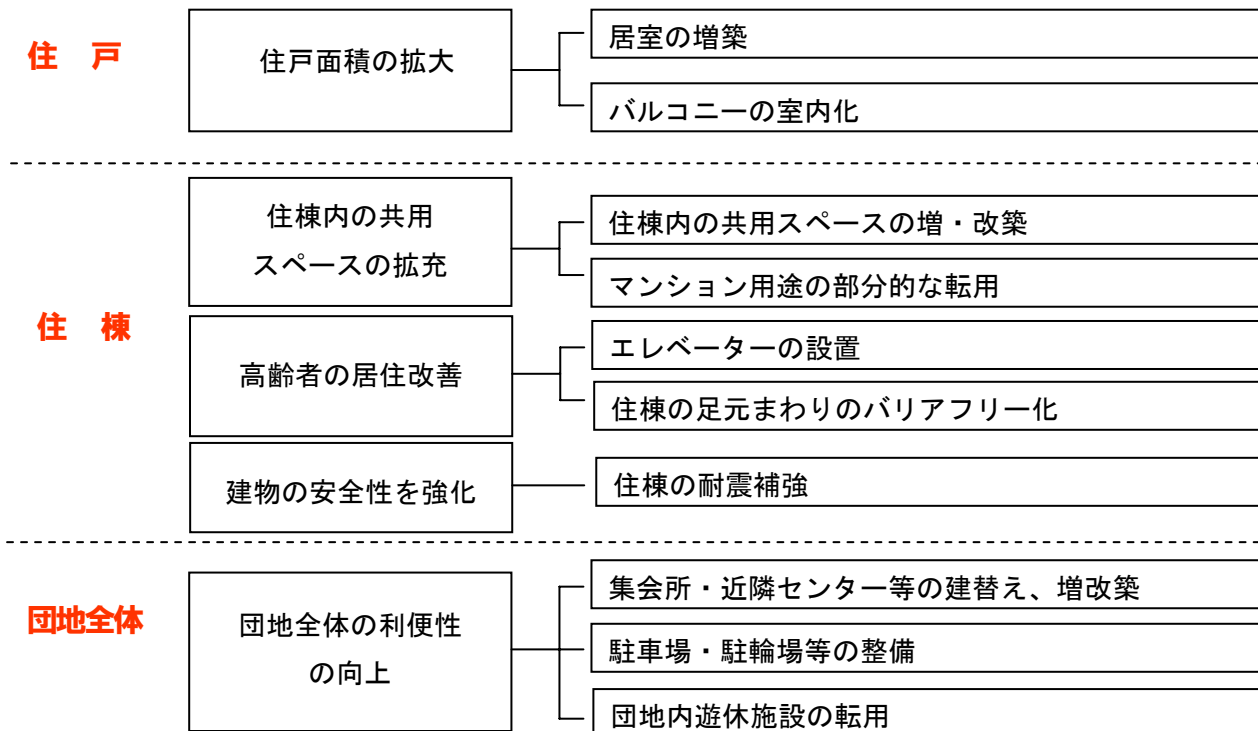 住　戸
住戸面積の拡大
居室の増築
バルコニーの室内化
住　棟
住棟内の共用
スペースの拡充
住棟内の共用スペースの増・改築
マンション用途の部分的な転用
高齢者の居住改善
エレベーターの設置
住棟の足元まわりのバリアフリー化
建物の安全性を強化
住棟の耐震補強
団地全体
団地全体の利便性
の向上
集会所・近隣センター等の建替え、増改築
駐車場・駐輪場等の整備
団地内遊休施設の転用